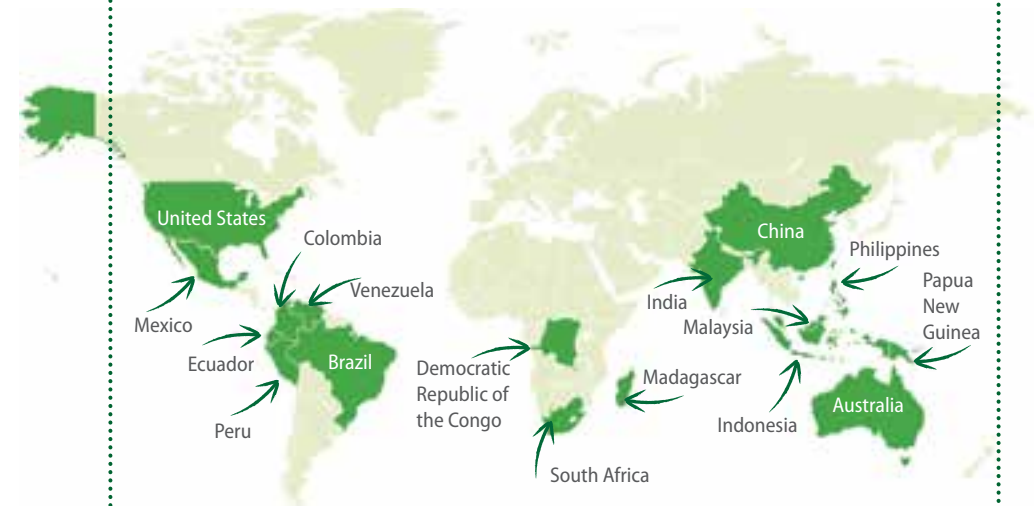 United States
Colombia
Venezuela
Mexico
Ecuador
Brazil
Peru
Democratic
Republic of
the Congo
South Africa
Madagascar
India
China
Malaysia
Philippines
Papua
New
Guinea
Indonesia
Australia